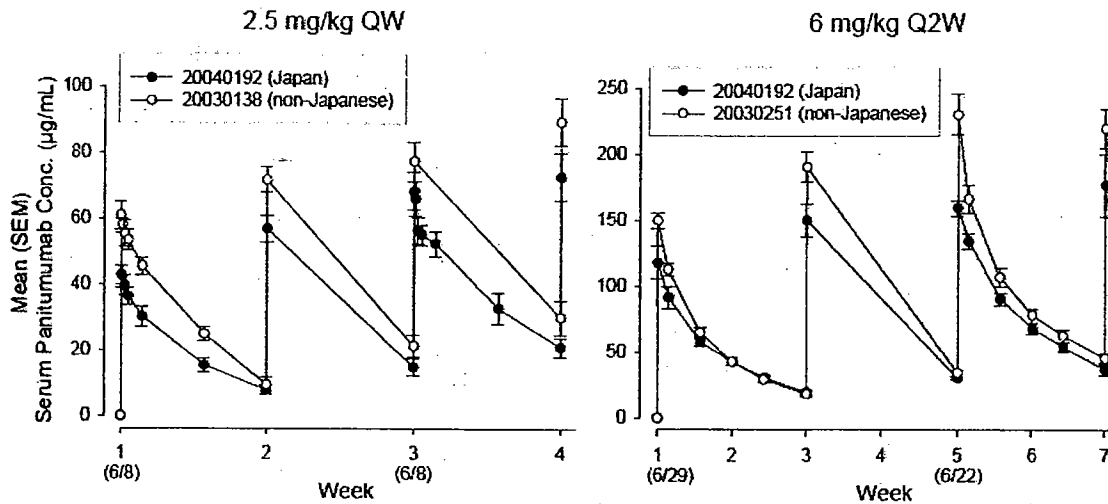 2.5 mg/kg QW
20040192 (Japan)
20030138 (non-Japanese)
Mean (SEM)
Serum Panitumumab Conc. (µg/mL)
100
80
60
40
20
0
1
2
3
4
(6/8)
(6/8)
Week
6 mg/kg Q2W
20040192 (Japan)
20030251 (non-Japanese)
250
200
150
100
50
0
1
2
3
4
5
6
7
(6/29)
(6/22)
Week